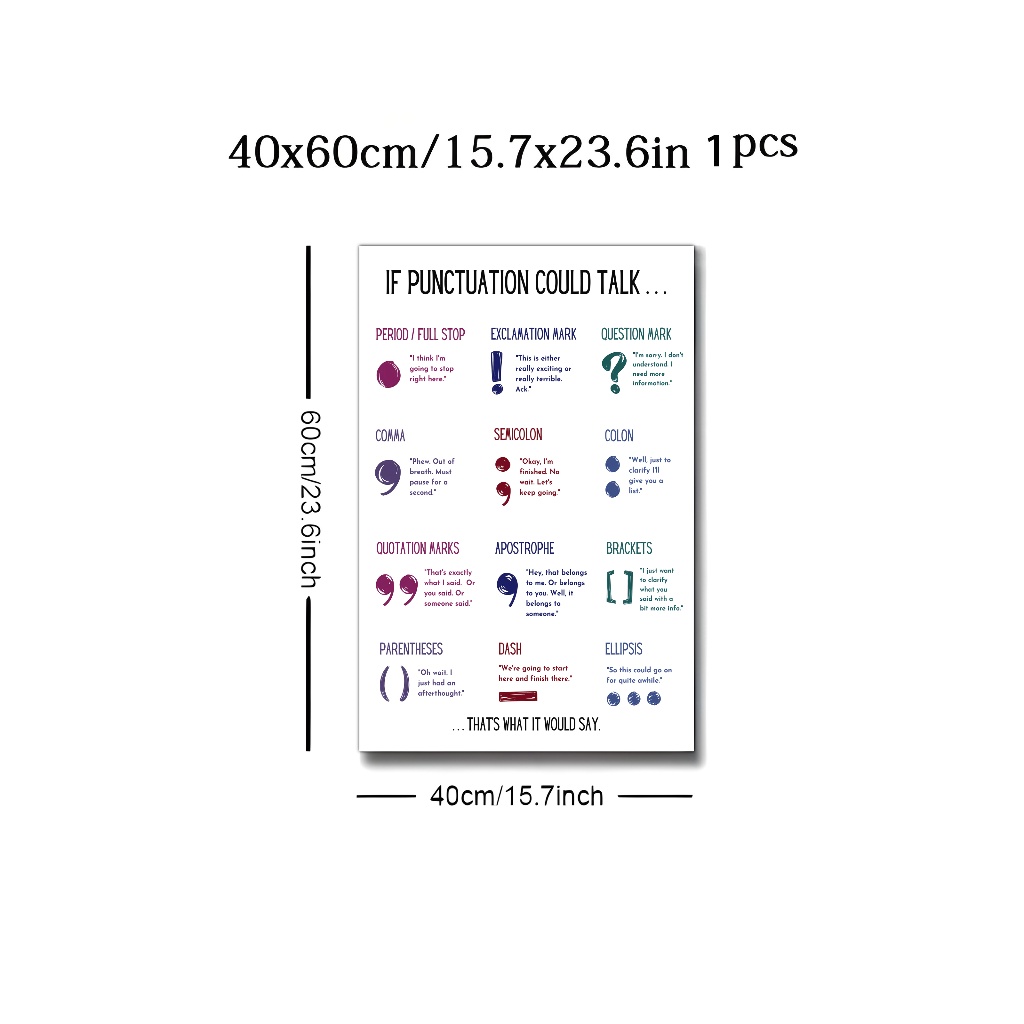 40x60cm/15.7x23.6in 1pcs
IF PUNCTUATION COULD TALK...
PERIOD / FULL STOP
"I think I'm
going to stop
right here."
EXCLAMATION MARK
"This is either
really exciting or
really terrible.
Ack."
QUESTION MARK
"I'm sorry. I don't
understand. I
need more
information."
COMMA
"Phew. Out of
breath. Must
pause for a
second."
SEMICOLON
"Okay, I'm
finished. No
wait. Let's
keep going."
COLON
"Well, just to
clarify I'll
give you a
list."
QUOTATION MARKS
"That's exactly
what I said. Or
you said. Or
someone said."
APOSTROPHE
"Hey, that belongs
to me. Or belongs
to you. Well, it
belongs to
someone."
BRACKETS
"I just want
to clarify
what you
said with a
bit more info."
PARENTHESES
"Oh wait. I
just had an
afterthought."
DASH
"We're going to start
here and finish there."
ELLIPSIS
"So this could go on
for quite awhile."
...THAT'S WHAT IT WOULD SAY.
60cm/23.6inch
40cm/15.7inch